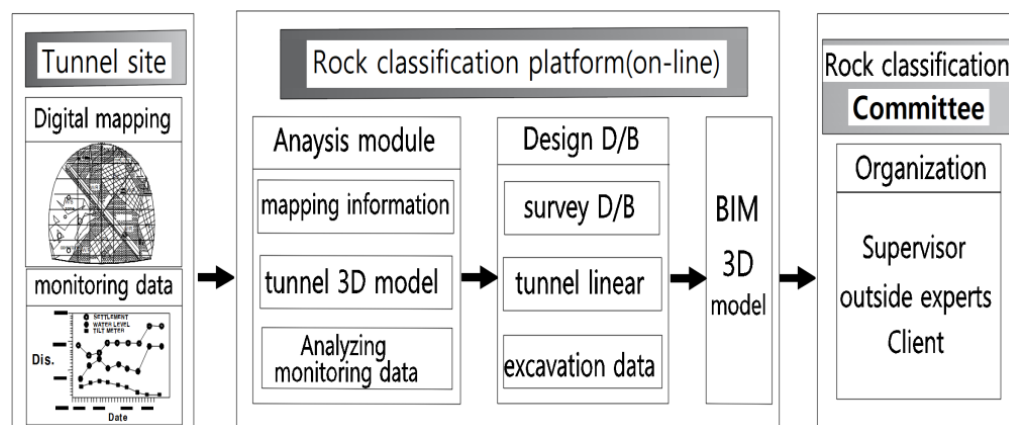 Tunnel site
Digital mapping
monitoring data
SETTLEMENT
WATER LEVEL
TILT METER
Dis.
Date
Rock classification platform(on-line)
Anaysis module
mapping information
tunnel 3D model
Analyzing
monitoring data
Design D/B
survey D/B
tunnel linear
excavation data
BIM
3D
model
Rock classification
Committee
Organization
Supervisor
outside experts
Client